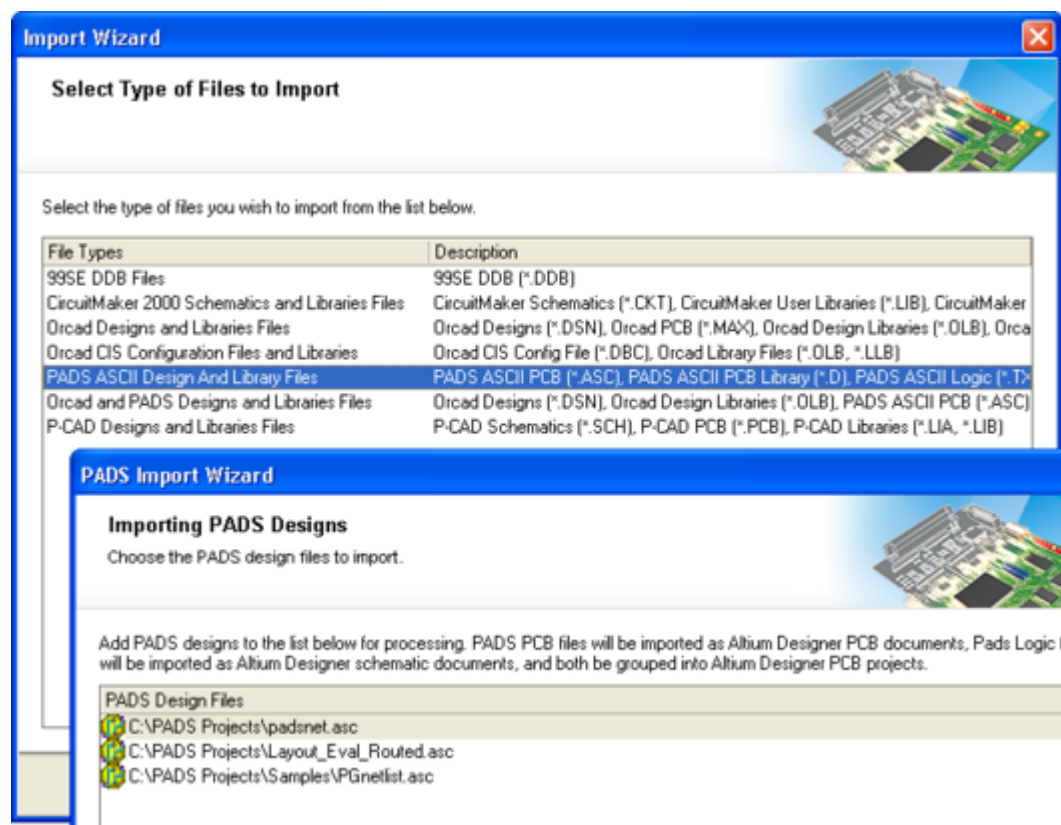 Import Wizard
Select Type of Files to Import
Select the type of files you wish to import from the list below.
File Types Description
99SE DDB Files 99SE DDB (*.DDB)
CircuitMaker 2000 Schematics and Libraries Files CircuitMaker Schematics (*.CKT), CircuitMaker User Libraries (*.LIB), CircuitMaker
Orcad Designs and Libraries Files Orcad Designs (*.DSN), Orcad PCB (*.MAX), Orcad Design Libraries (*.OLB), Orca
Orcad CIS Configuration Files and Libraries Orcad CIS Config File (*.DBC), Orcad Library Files (*.OLB, *.LLB)
PADS ASCII Design And Library Files PADS ASCII PCB (*.ASC), PADS ASCII PCB Library (*.D), PADS ASCII Logic (*.TX
Orcad and PADS Designs and Libraries Files Orcad Designs (*.DSN), Orcad Design Libraries (*.OLB), PADS ASCII PCB (*.ASC)
P-CAD Designs and Libraries Files P-CAD Schematics (*.SCH), P-CAD PCB (*.PCB), P-CAD Libraries (*.LIA, *.LIB)
PADS Import Wizard
Importing PADS Designs
Choose the PADS design files to import.
Add PADS designs to the list below for processing. PADS PCB files will be imported as Altium Designer PCB documents, Pads Logic
will be imported as Altium Designer schematic documents, and both be grouped into Altium Designer PCB projects.
PADS Design Files
C:\PADS Projects\padsnet.asc
C:\PADS Projects\Layout_Eval_Routed.asc
C:\PADS Projects\Samples\PGnetlist.asc